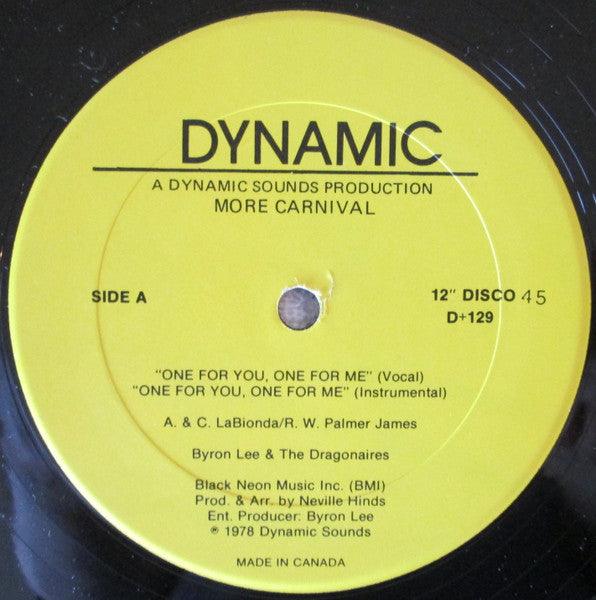 DYNAMIC
A DYNAMIC SOUNDS PRODUCTION
MORE CARNIVAL
SIDE A
12" DISCO 45
D+129
"ONE FOR YOU, ONE FOR ME" (Vocal)
"ONE FOR YOU, ONE FOR ME" (Instrumental)
A. & C. LaBionda/R. W. Palmer James
Byron Lee & The Dragonaires
Black Neon Music Inc. (BMI)
Prod. & Arr. by Neville Hinds
Ent. Producer: Byron Lee
℗ 1978 Dynamic Sounds
MADE IN CANADA